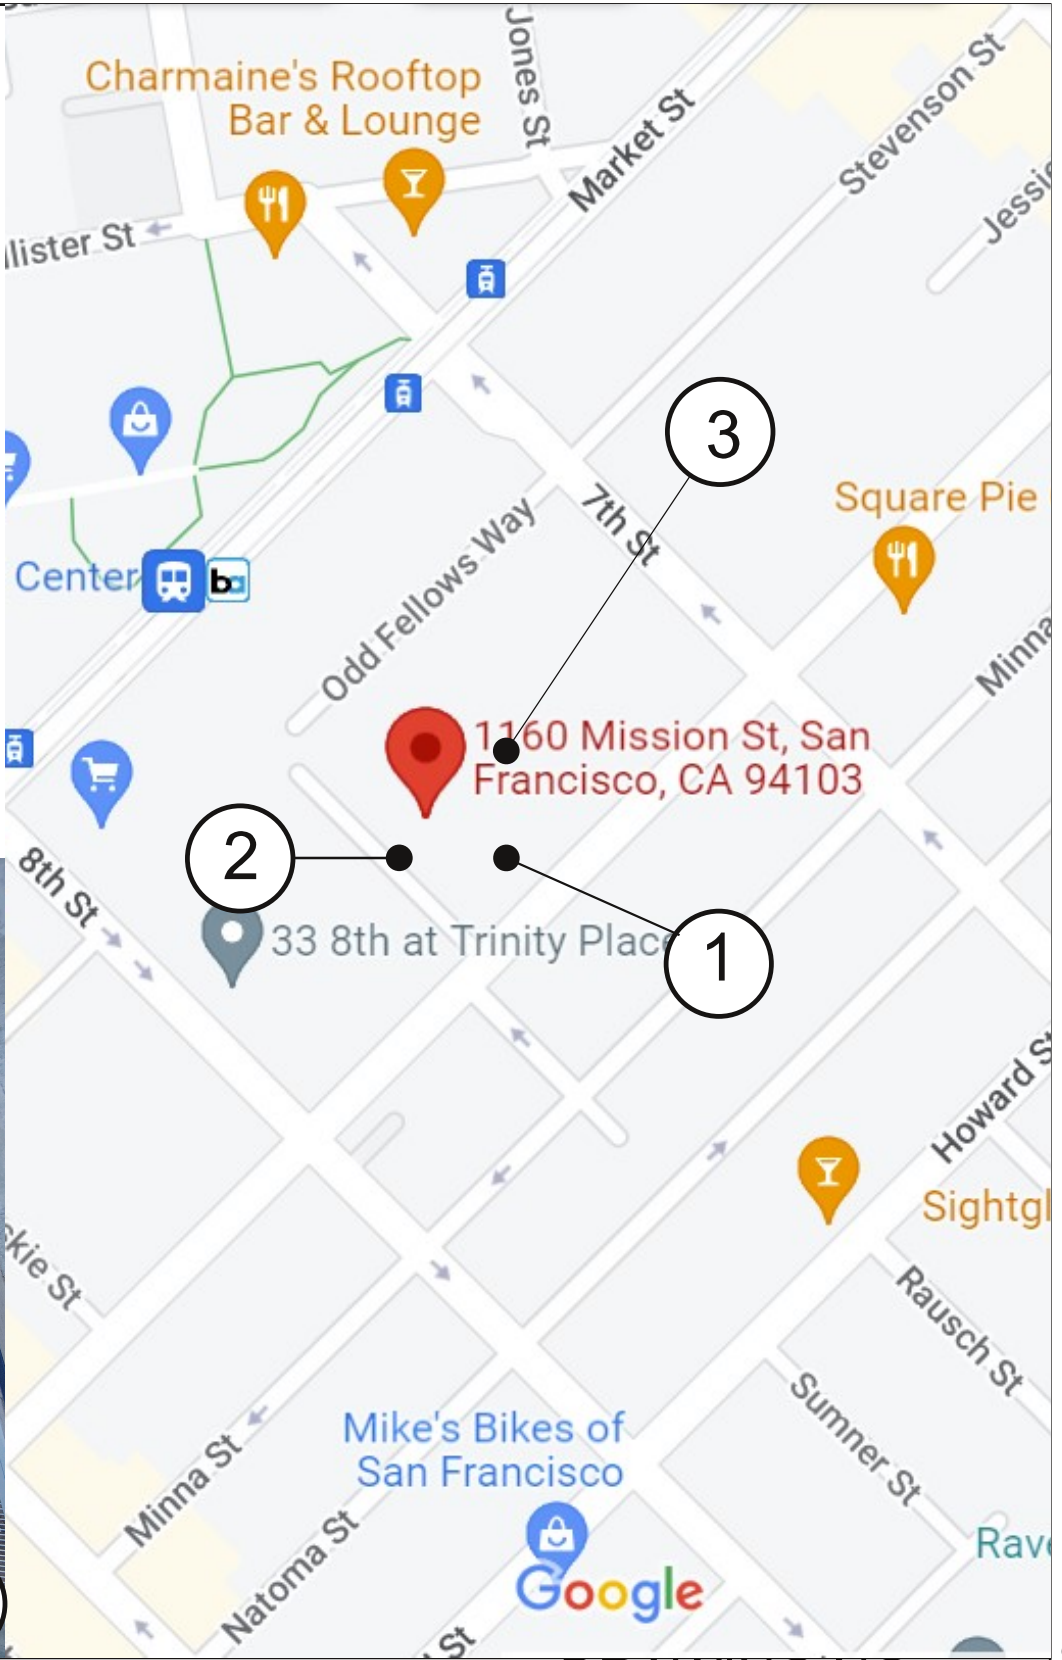 Jones St
Charmaine's Rooftop
Bar & Lounge
Market St
Stevenson St
lister St
3
Square Pie
7th St
Odd Fellows Way
Center
Minna
1160 Mission St, San
Francisco, CA 94103
2
8th St
33 8th at Trinity Place
1
Howard St
Sightgl
kie St
Rausch St
Sumner St
Mike's Bikes of
San Francisco
Minna St
Natoma St
Rave
Google
St